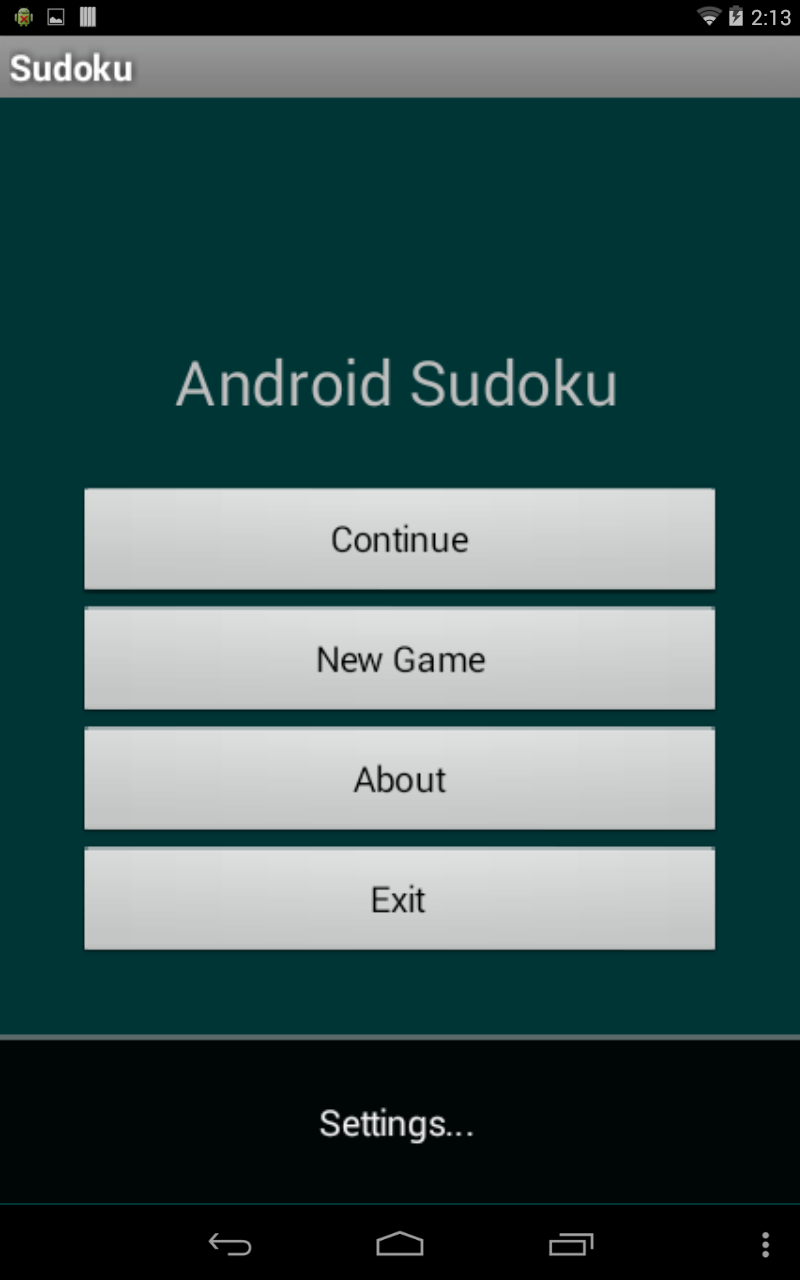 2:13
Sudoku
Android Sudoku
Continue
New Game
About
Exit
Settings...